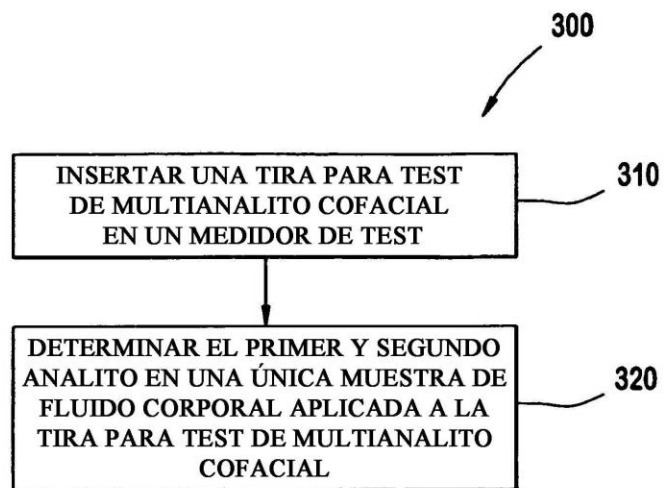 300
INSERTAR UNA TIRA PARA TEST
DE MULTIANALITO COFACIAL
EN UN MEDIDOR DE TEST
310
DETERMINAR EL PRIMER Y SEGUNDO
ANALITO EN UNA ÚNICA MUESTRA DE
FLUIDO CORPORAL APLICADA A LA
TIRA PARA TEST DE MULTIANALITO
COFACIAL
320